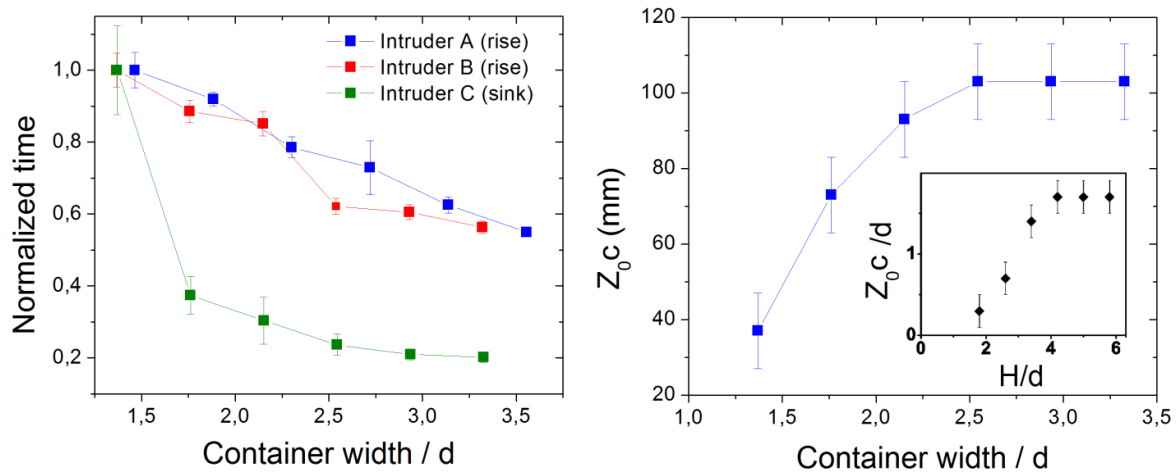 Intruder A (rise)
Intruder B (rise)
Intruder C (sink)
1,0
0,8
0,6
0,4
0,2
Normalized time
1,5 2,0 2,5 3,0 3,5
Container width / d
120
100
80
60
40
20
Z₀c (mm)
1,0 1,5 2,0 2,5 3,0 3,5
Container width / d
1
0
Z₀c /d
0 2 4 6
H/d